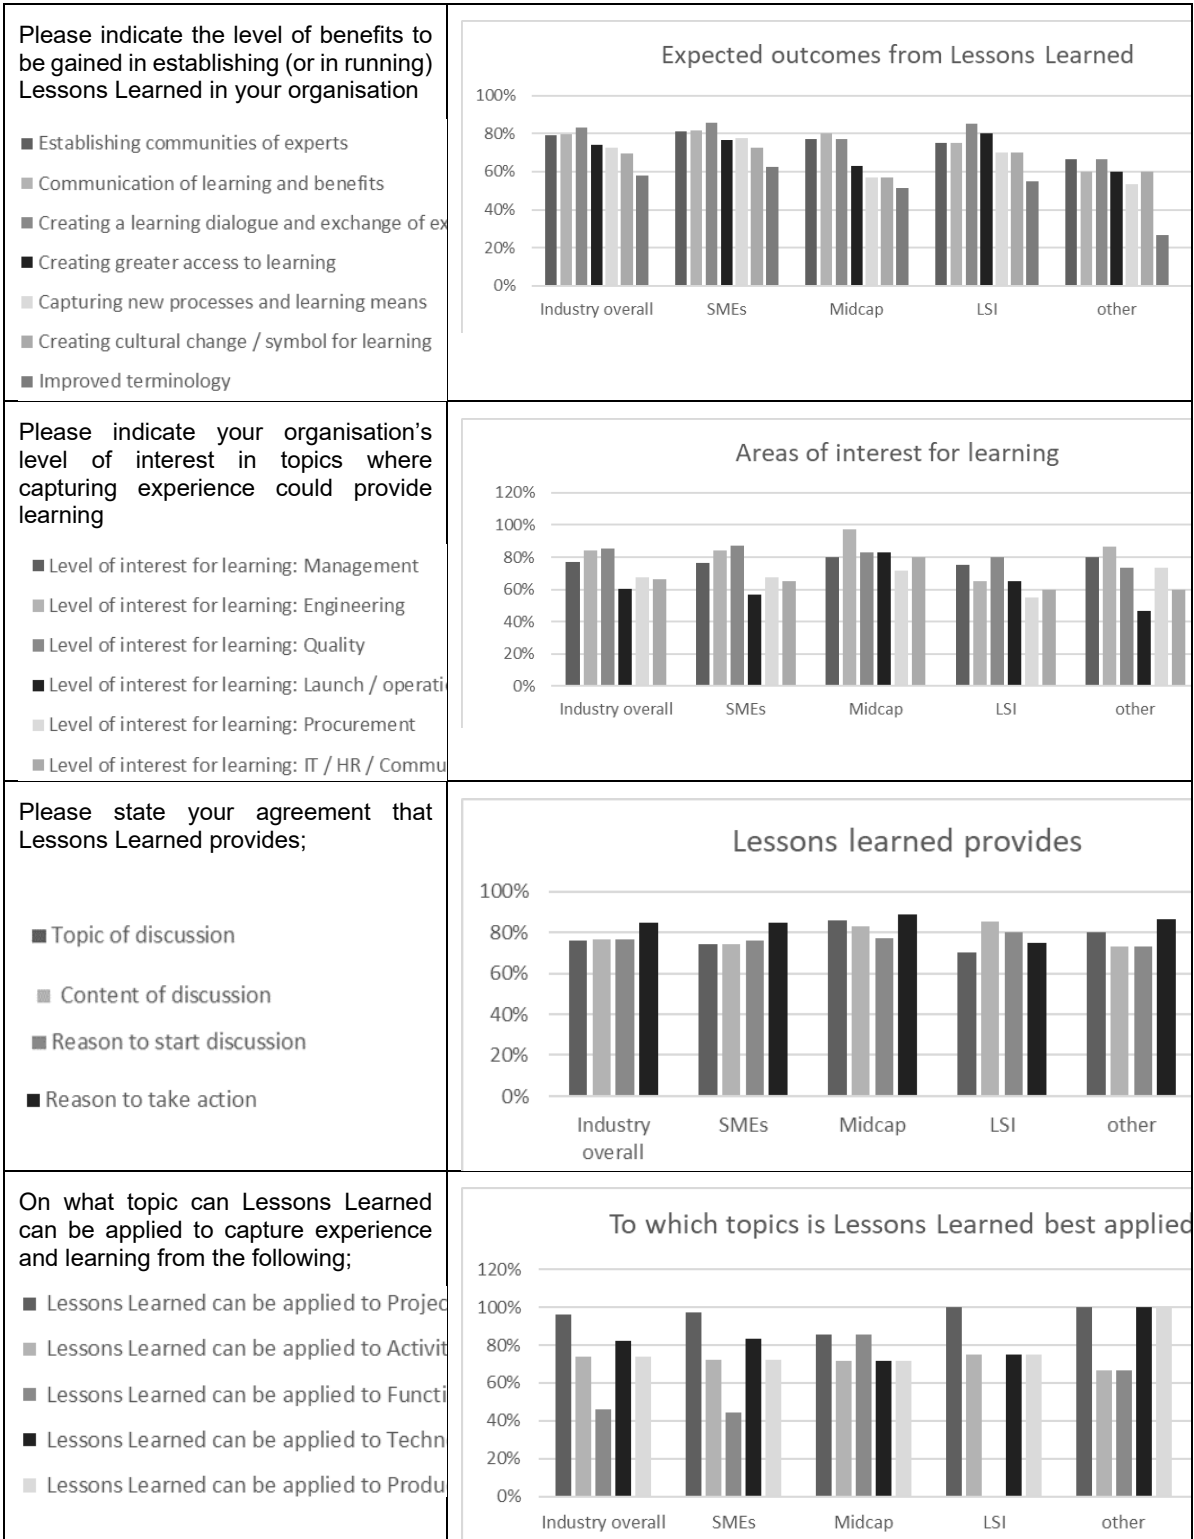 Please indicate the level of benefits to
be gained in establishing (or in running)
Lessons Learned in your organisation
Establishing communities of experts
Communication of learning and benefits
Creating a learning dialogue and exchange of ex
Creating greater access to learning
Capturing new processes and learning means
Creating cultural change / symbol for learning
Improved terminology
Expected outcomes from Lessons Learned
100%
80%
60%
40%
20%
0%
Industry overall SMEs Midcap LSI other
Please indicate your organisation's
level of interest in topics where
capturing experience could provide
learning
Level of interest for learning: Management
Level of interest for learning: Engineering
Level of interest for learning: Quality
Level of interest for learning: Launch / operati
Level of interest for learning: Procurement
Level of interest for learning: IT / HR / Commu
Areas of interest for learning
120%
100%
80%
60%
40%
20%
0%
Industry overall SMEs Midcap LSI other
Please state your agreement that
Lessons Learned provides;
Topic of discussion
Content of discussion
Reason to start discussion
Reason to take action
Lessons learned provides
100%
80%
60%
40%
20%
0%
Industry overall SMEs Midcap LSI other
On what topic can Lessons Learned
can be applied to capture experience
and learning from the following;
Lessons Learned can be applied to Projec
Lessons Learned can be applied to Activit
Lessons Learned can be applied to Functi
Lessons Learned can be applied to Techn
Lessons Learned can be applied to Produ
To which topics is Lessons Learned best applied
120%
100%
80%
60%
40%
20%
0%
Industry overall SMEs Midcap LSI other